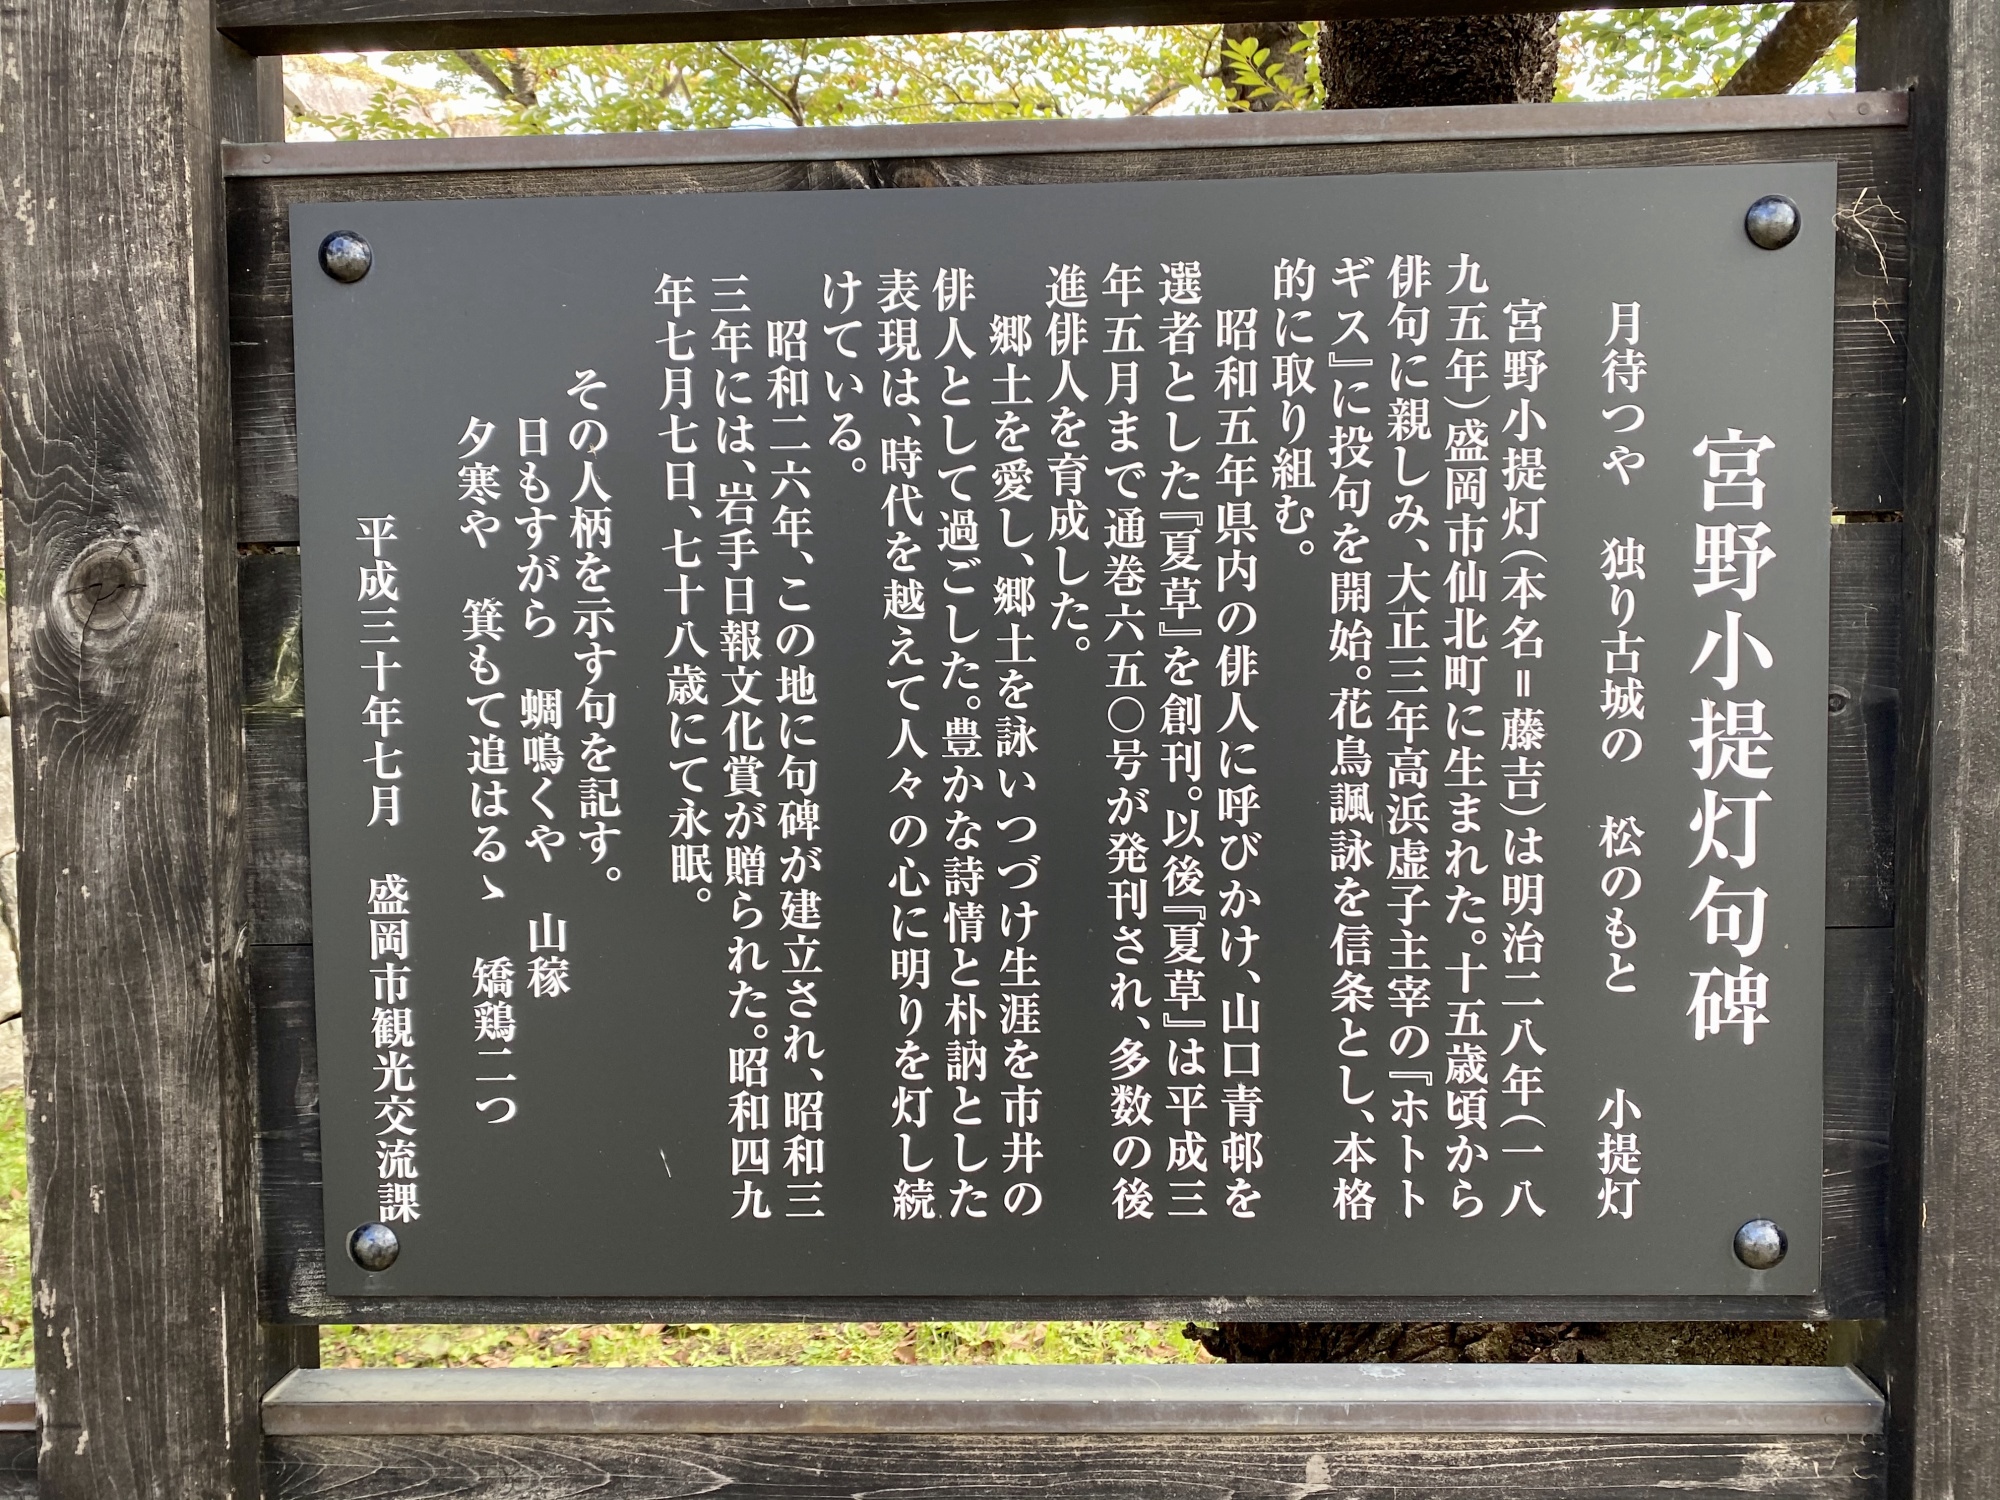 宮野小提灯句碑
月待つや　独り古城の　松のもと　　小提灯
宮野小提灯（本名＝藤吉）は明治二八年（一八
九五年）盛岡市仙北町に生まれた。十五歳頃から
俳句に親しみ、大正三年高浜虚子主宰の『ホトト
ギス』に投句を開始。花鳥諷詠を信条とし、本格
的に取り組む。
昭和五年県内の俳人に呼びかけ、山口青邨を
選者とした『夏草』を創刊。以後『夏草』は平成三
年五月まで通巻六五〇号が発刊され、多数の後
進俳人を育成した。
郷土を愛し、郷土を詠いつづけ生涯を市井の
俳人として過ごした。豊かな詩情と朴訥とした
表現は、時代を越えて人々の心に明りを灯し続
けている。
昭和二六年、この地に句碑が建立され、昭和三
三年には、岩手日報文化賞が贈られた。昭和四九
年七月七日、七十八歳にて永眠。
その人柄を示す句を記す。
日もすがら　蜩鳴くや　山稼
夕寒や　箕もて追はるゝ　矯鶏二つ
平成三十年七月　盛岡市観光交流課